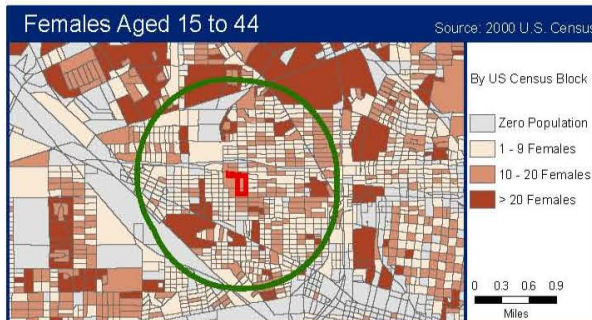 Females Aged 15 to 44
Source: 2000 U.S. Census
By US Census Block
Zero Population
1 - 9 Females
10 - 20 Females
> 20 Females
0 0.3 0.6 0.9
Miles